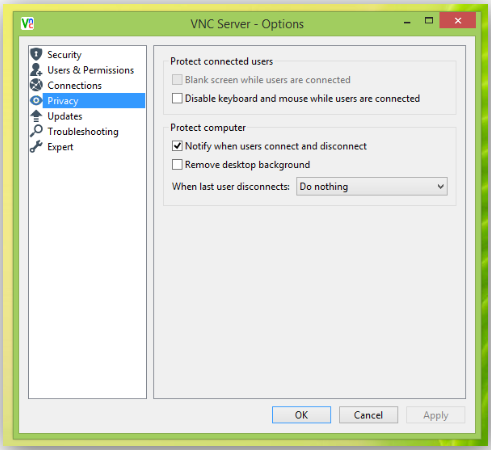 VNC Server - Options
Security
Users & Permissions
Connections
Privacy
Updates
Troubleshooting
Expert
Protect connected users
Blank screen while users are connected
Disable keyboard and mouse while users are connected
Protect computer
Notify when users connect and disconnect
Remove desktop background
When last user disconnects: Do nothing
OK Cancel Apply